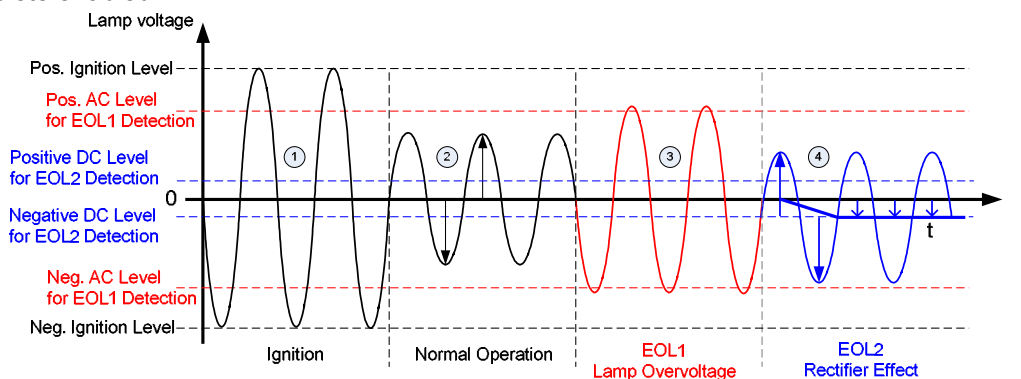 Lamp voltage
Pos. Ignition Level
Pos. AC Level
for EOL1 Detection
Positive DC Level
for EOL2 Detection
0
Negative DC Level
for EOL2 Detection
Neg. AC Level
for EOL1 Detection
Neg. Ignition Level
1
2
3
4
t
Ignition
Normal Operation
EOL1
Lamp Overvoltage
EOL2
Rectifier Effect